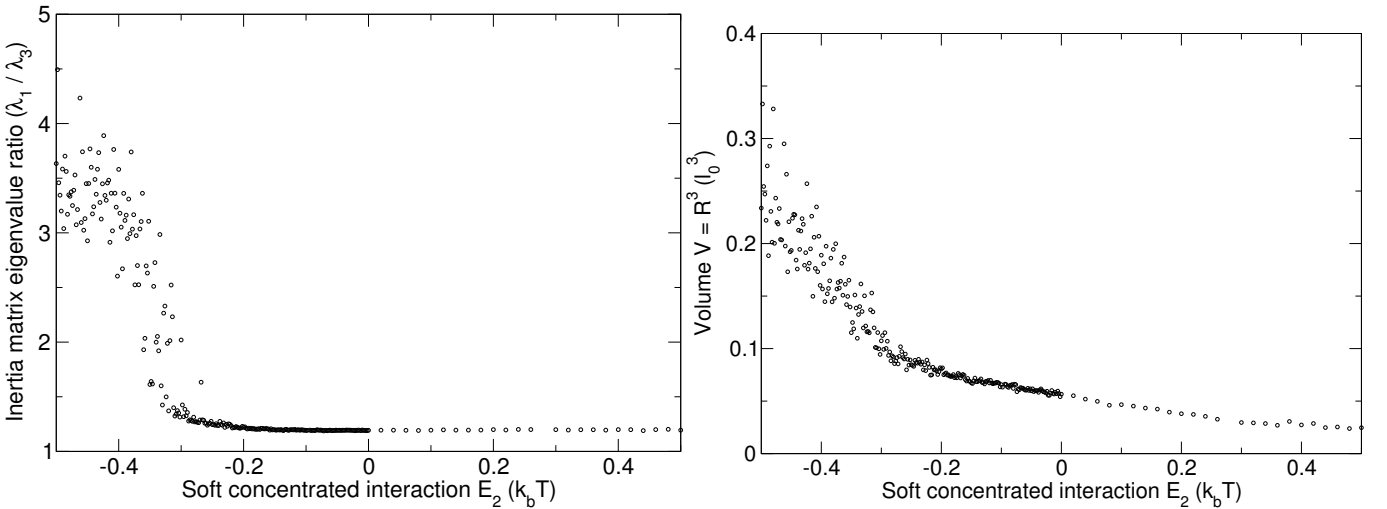 5
4
3
2
1
Inertia matrix eigenvalue ratio (λ₁ / λ₃)
-0.4 -0.2 0 0.2 0.4
Soft concentrated interaction E₂ (k_bT)
0.4
0.3
0.2
0.1
0
Volume V = R³ (l₀³)
-0.4 -0.2 0 0.2 0.4
Soft concentrated interaction E₂ (k_bT)